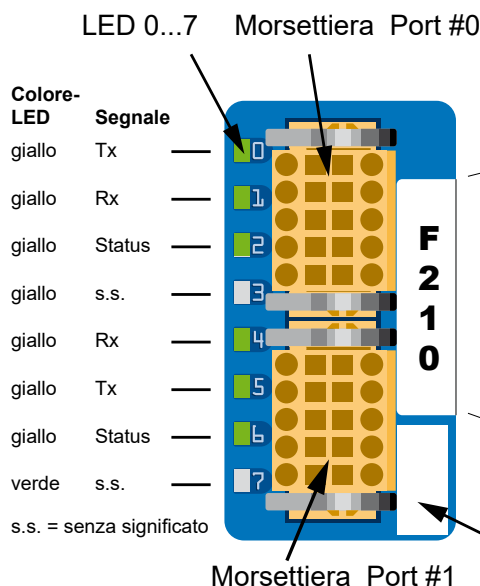 LED 0...7 Morsettiera Port #0
Colore-
LED Segnale
giallo Tx 0
giallo Rx 1
giallo Status 2
giallo s.s. 3
giallo Rx 4
giallo Tx 5
giallo Status 6
verde s.s. 7
s.s. = senza significato
F
2
1
0
Morsettiera Port #1